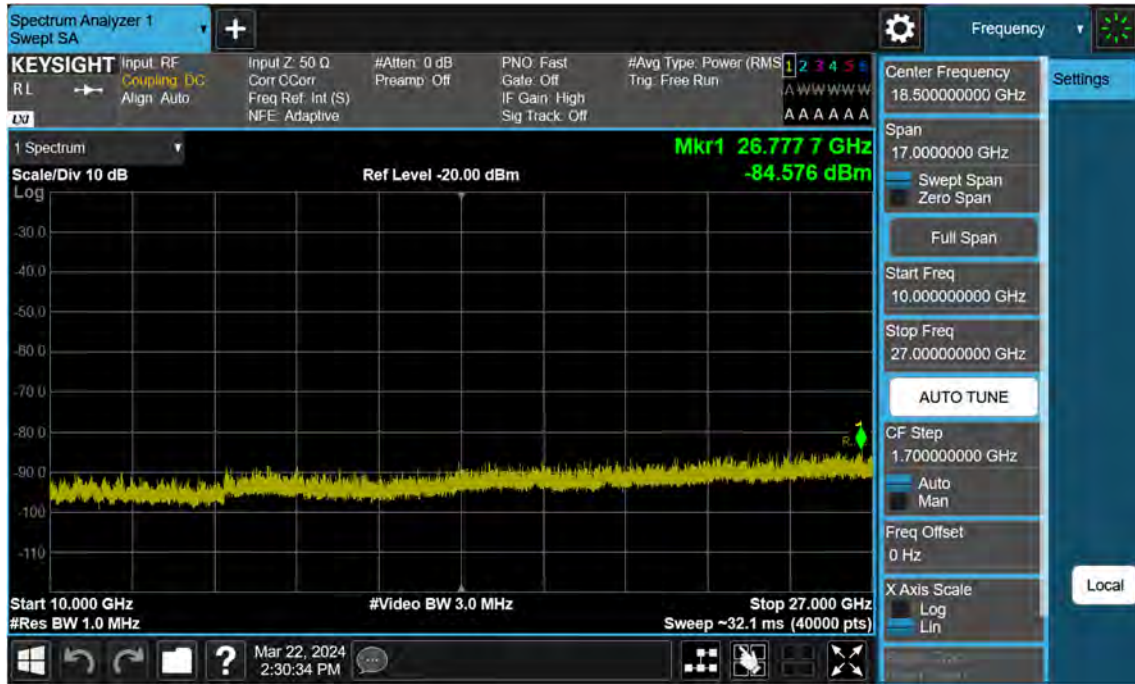 Spectrum Analyzer 1
Swept SA
Frequency
KEYSIGHT
RL
LXI
Input: RF
Coupling: DC
Align: Auto
Input Z: 50 Ω
Corr CCorr
Freq Ref: Int (S)
NFE: Adaptive
#Atten: 0 dB
Preamp: Off
PNO: Fast
Gate: Off
IF Gain: High
Sig Track: Off
#Avg Type: Power (RMS
Trig: Free Run
1 2 3 4 5 6
A W W W W W
A A A A A A
1 Spectrum
Scale/Div 10 dB
Ref Level -20.00 dBm
Mkr1 26.777 7 GHz
-84.576 dBm
Log
-30.0
-40.0
-50.0
-60.0
-70.0
-80.0
-90.0
-100
-110
1
R..
Start 10.000 GHz
#Res BW 1.0 MHz
#Video BW 3.0 MHz
Stop 27.000 GHz
Sweep ~32.1 ms (40000 pts)
Center Frequency
18.500000000 GHz
Span
17.0000000 GHz
Swept Span
Zero Span
Full Span
Start Freq
10.000000000 GHz
Stop Freq
27.000000000 GHz
AUTO TUNE
CF Step
1.700000000 GHz
Auto
Man
Freq Offset
0 Hz
X Axis Scale
Log
Lin
Settings
Local
?
Mar 22, 2024
2:30:34 PM